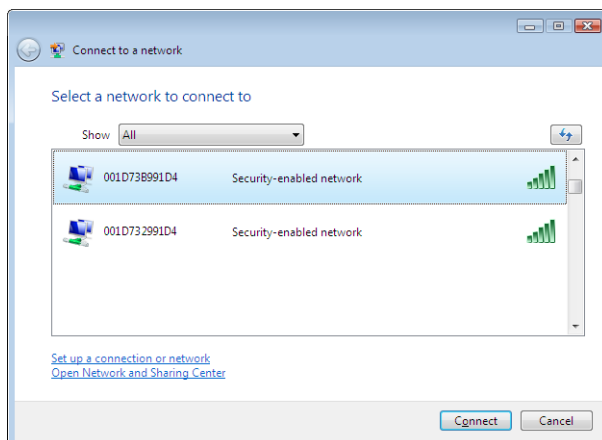 Connect to a network
Select a network to connect to
Show All
001D73B991D4 Security-enabled network
001D732991D4 Security-enabled network
Set up a connection or network
Open Network and Sharing Center
Connect Cancel